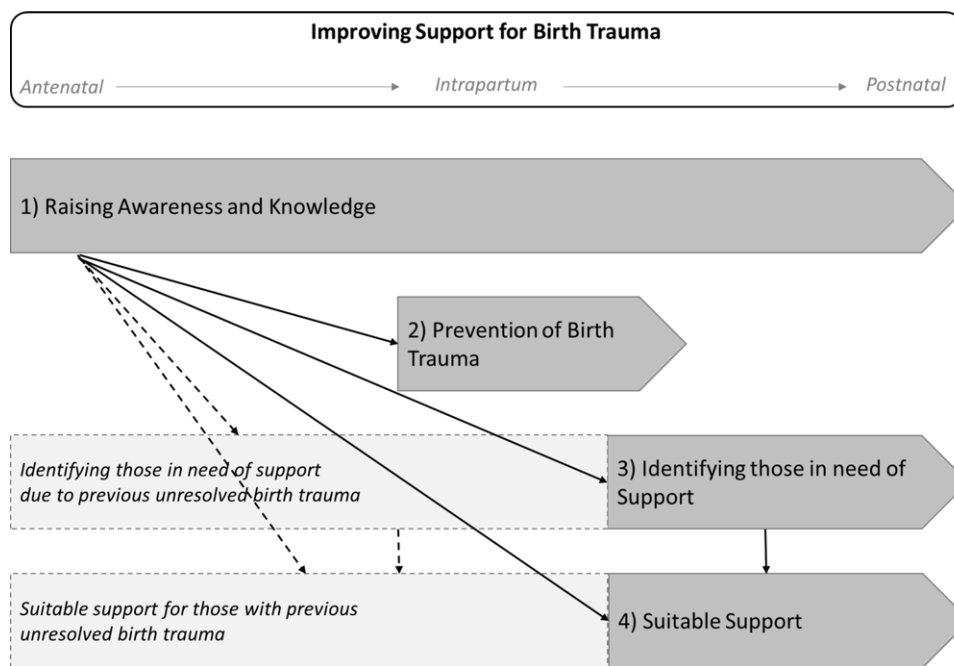 Improving Support for Birth Trauma
Antenatal Intrapartum Postnatal
1) Raising Awareness and Knowledge
2) Prevention of Birth
Trauma
Identifying those in need of support
due to previous unresolved birth trauma
3) Identifying those in need of
Support
Suitable support for those with previous
unresolved birth trauma
4) Suitable Support